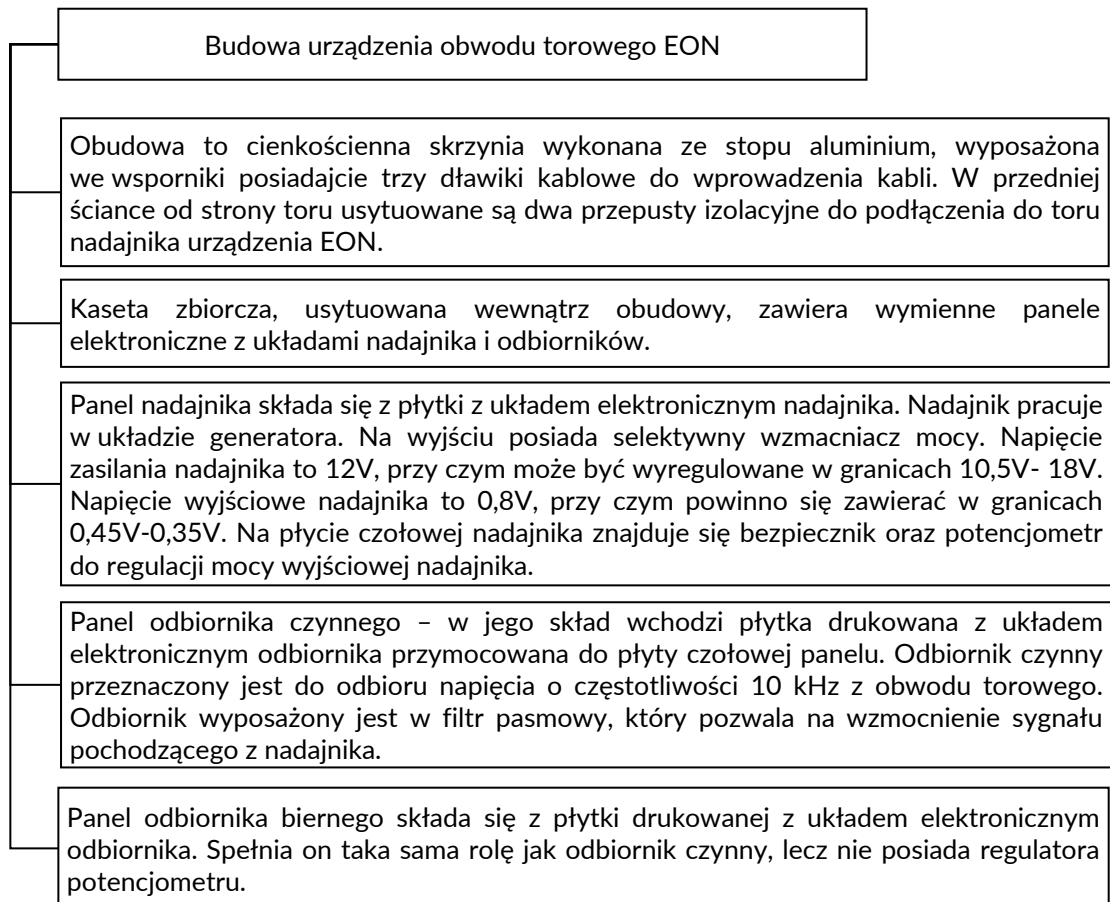 Budowa urządzenia obwodu torowego EON
Obudowa to cienkościenna skrzynia wykonana ze stopu aluminium, wyposażona
we wsporniki posiadajcie trzy dławiki kablowe do wprowadzenia kabli. W przedniej
ściance od strony toru usytuowane są dwa przepusty izolacyjne do podłączenia do toru
nadajnika urządzenia EON.
Kaseta zbiorcza, usytuowana wewnątrz obudowy, zawiera wymienne panele
elektroniczne z układami nadajnika i odbiorników.
Panel nadajnika składa się z płytki z układem elektronicznym nadajnika. Nadajnik pracuje
w układzie generatora. Na wyjściu posiada selektywny wzmacniacz mocy. Napięcie
zasilania nadajnika to 12V, przy czym może być wyregulowane w granicach 10,5V- 18V.
Napięcie wyjściowe nadajnika to 0,8V, przy czym powinno się zawierać w granicach
0,45V-0,35V. Na płycie czołowej nadajnika znajduje się bezpiecznik oraz potencjometr
do regulacji mocy wyjściowej nadajnika.
Panel odbiornika czynnego – w jego skład wchodzi płytka drukowana z układem
elektronicznym odbiornika przymocowana do płyty czołowej panelu. Odbiornik czynny
przeznaczony jest do odbioru napięcia o częstotliwości 10 kHz z obwodu torowego.
Odbiornik wyposażony jest w filtr pasmowy, który pozwala na wzmocnienie sygnału
pochodzącego z nadajnika.
Panel odbiornika biernego składa się z płytki drukowanej z układem elektronicznym
odbiornika. Spełnia on taka sama rolę jak odbiornik czynny, lecz nie posiada regulatora
potencjometru.